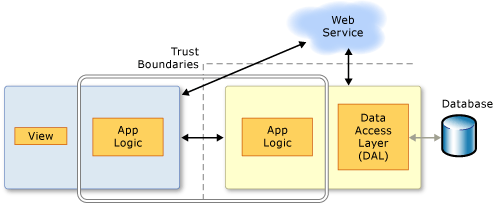 Web
Service
Trust
Boundaries
View
App
Logic
App
Logic
Data
Access
Layer
(DAL)
Database